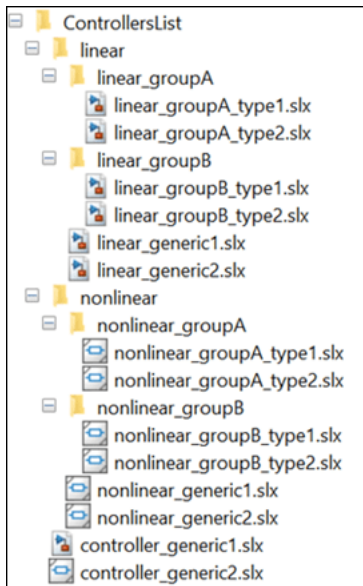 ControllersList
linear
linear_groupA
linear_groupA_type1.slx
linear_groupA_type2.slx
linear_groupB
linear_groupB_type1.slx
linear_groupB_type2.slx
linear_generic1.slx
linear_generic2.slx
nonlinear
nonlinear_groupA
nonlinear_groupA_type1.slx
nonlinear_groupA_type2.slx
nonlinear_groupB
nonlinear_groupB_type1.slx
nonlinear_groupB_type2.slx
nonlinear_generic1.slx
nonlinear_generic2.slx
controller_generic1.slx
controller_generic2.slx